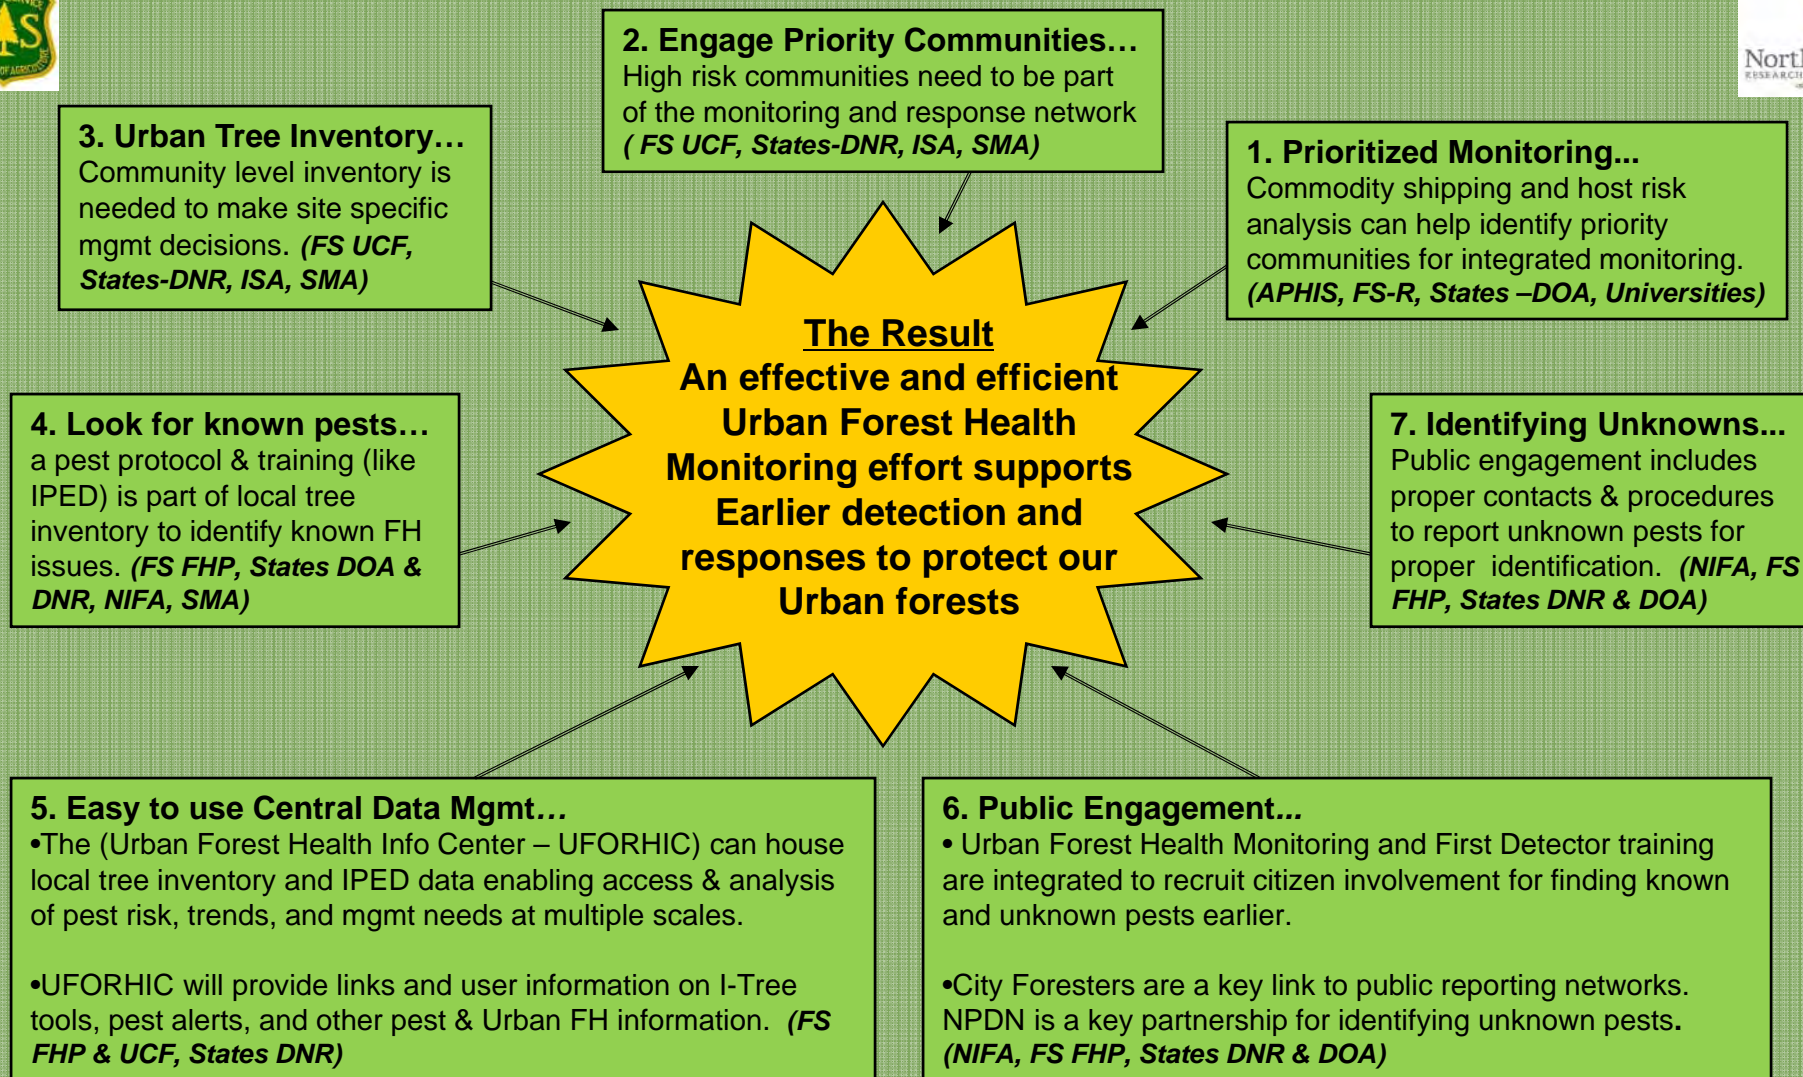 2. Engage Priority Communities…
High risk communities need to be part
of the monitoring and response network
( FS UCF, States-DNR, ISA, SMA)
3. Urban Tree Inventory…
Community level inventory is
needed to make site specific
mgmt decisions. (FS UCF,
States-DNR, ISA, SMA)
1. Prioritized Monitoring...
Commodity shipping and host risk
analysis can help identify priority
communities for integrated monitoring.
(APHIS, FS-R, States –DOA, Universities)
The Result
An effective and efficient
Urban Forest Health
Monitoring effort supports
Earlier detection and
responses to protect our
Urban forests
4. Look for known pests…
a pest protocol & training (like
IPED) is part of local tree
inventory to identify known FH
issues. (FS FHP, States DOA &
DNR, NIFA, SMA)
7. Identifying Unknowns...
Public engagement includes
proper contacts & procedures
to report unknown pests for
proper identification. (NIFA, FS
FHP, States DNR & DOA)
5. Easy to use Central Data Mgmt…
•The (Urban Forest Health Info Center – UFORHIC) can house
local tree inventory and IPED data enabling access & analysis
of pest risk, trends, and mgmt needs at multiple scales.
•UFORHIC will provide links and user information on I-Tree
tools, pest alerts, and other pest & Urban FH information. (FS
FHP & UCF, States DNR)
6. Public Engagement...
• Urban Forest Health Monitoring and First Detector training
are integrated to recruit citizen involvement for finding known
and unknown pests earlier.
•City Foresters are a key link to public reporting networks.
NPDN is a key partnership for identifying unknown pests.
(NIFA, FS FHP, States DNR & DOA)